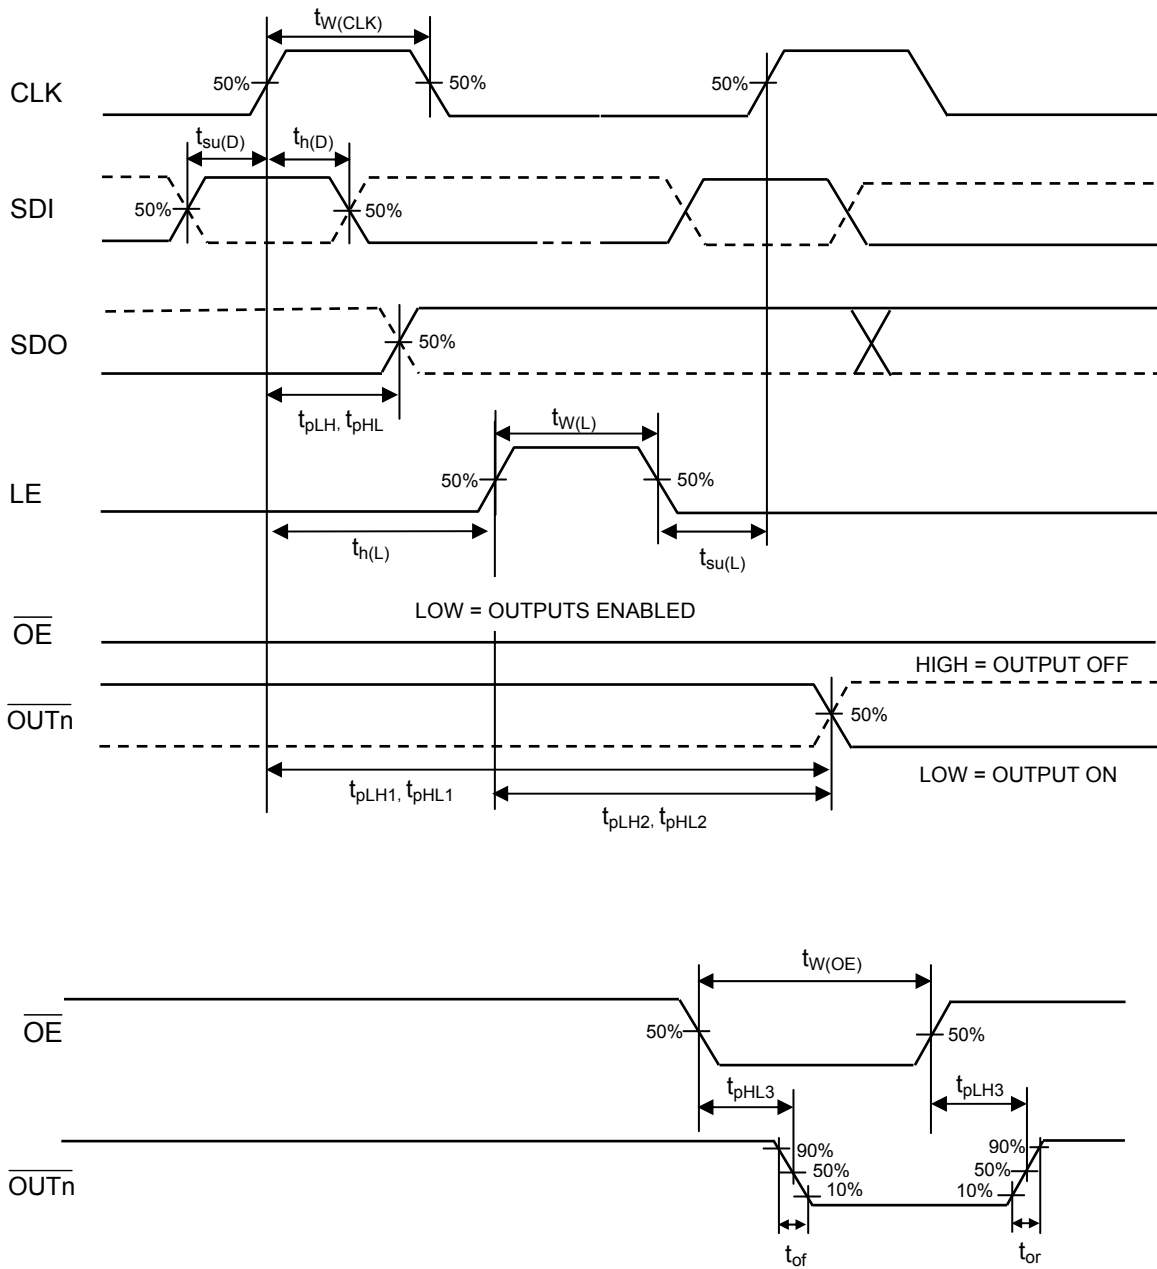 tW(CLK)
50%
50%
50%
CLK
tsu(D)
th(D)
50%
50%
SDI
50%
SDO
tpLH, tpHL
tW(L)
50%
50%
LE
th(L)
tsu(L)
LOW = OUTPUTS ENABLED
OE
HIGH = OUTPUT OFF
OUTn
50%
LOW = OUTPUT ON
tpLH1, tpHL1
tpLH2, tpHL2
tW(OE)
OE
50%
50%
tpHL3
tpLH3
90%
90%
50%
50%
OUTn
10%
10%
tof
tor